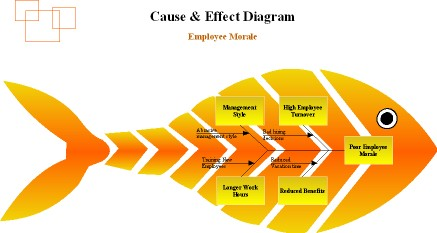 Cause & Effect Diagram
Employee Morale
Management
Style
High Employee
Turnover
Abrasive
management style
Bad hiring
decisions
Poor Employee
Morale
Training New
Employees
Reduced
Vacation time
Longer Work
Hours
Reduced Benefits